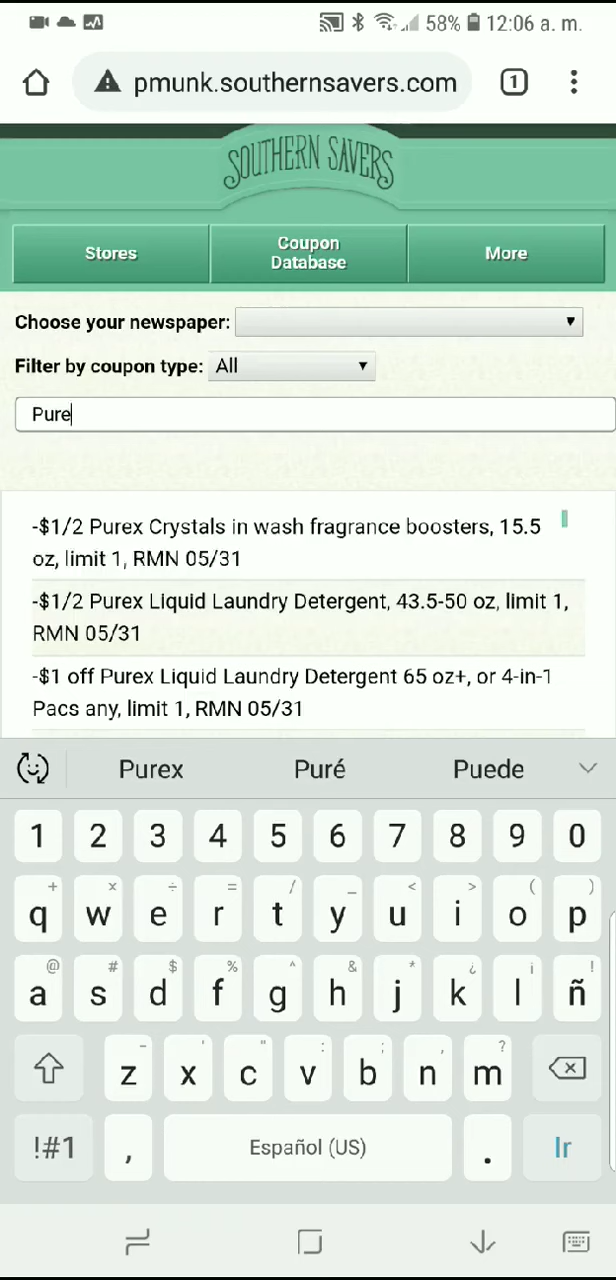 58% 12:06 a. m.
pmunk.southernsavers.com 1
SOUTHERN SAVERS
Stores
Coupon
Database
More
Choose your newspaper:
Filter by coupon type: All
Pure
-$1/2 Purex Crystals in wash fragrance boosters, 15.5
oz, limit 1, RMN 05/31
-$1/2 Purex Liquid Laundry Detergent, 43.5-50 oz, limit 1,
RMN 05/31
-$1 off Purex Liquid Laundry Detergent 65 oz+, or 4-in-1
Pacs any, limit 1, RMN 05/31
Purex Puré Puede
1 2 3 4 5 6 7 8 9 0
+ × ÷ = / _ < > ( )
q w e r t y u i o p
@ # $ % ^ & * ¿ ¡ !
a s d f g h j k l ñ
- ' " : ; , ?
z x c v b n m
!#1 , Español (US) . Ir